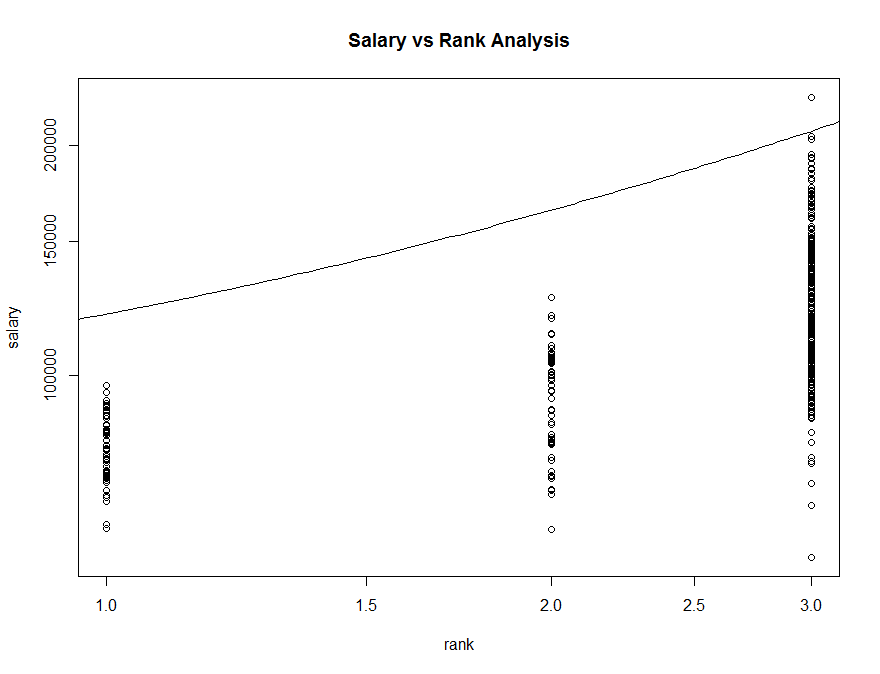 Salary vs Rank Analysis
200000
150000
100000
salary
1.0 1.5 2.0 2.5 3.0
rank